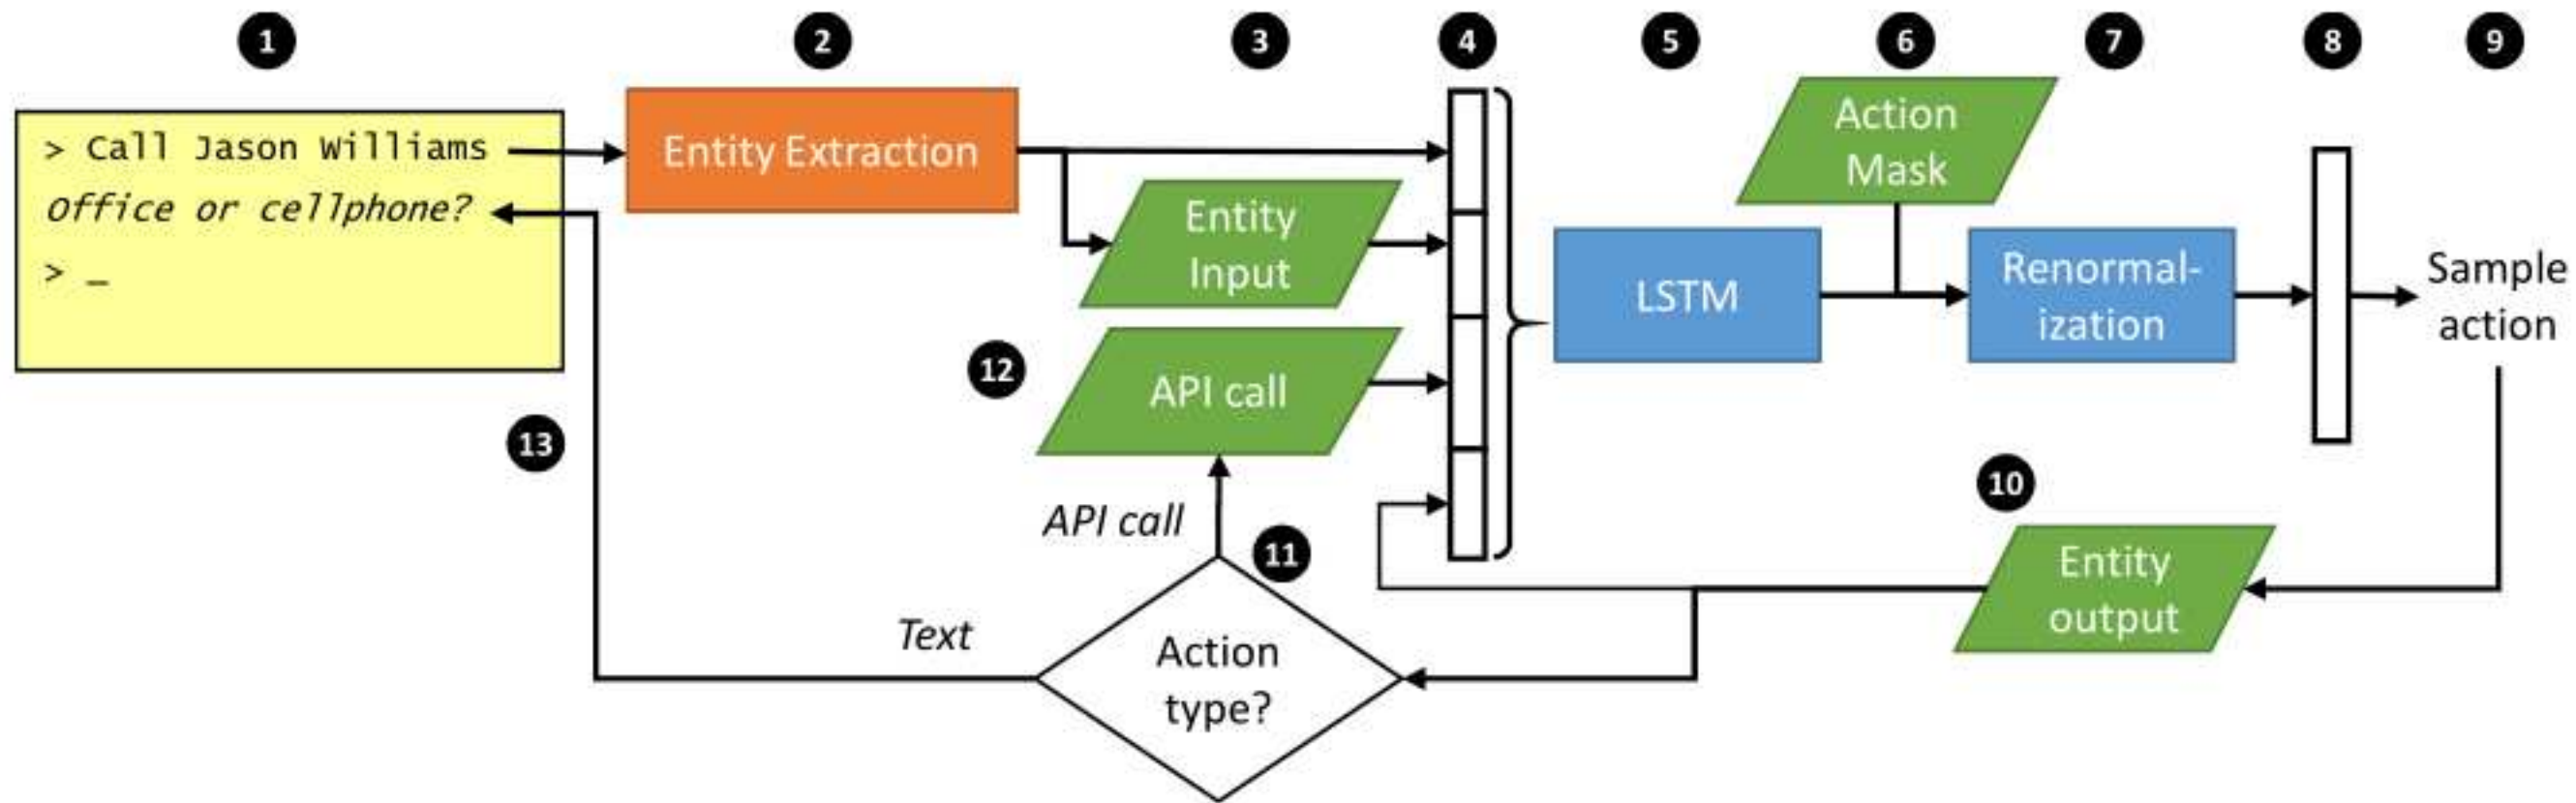 1
2
3
4
5
6
7
8
9
> Call Jason Williams
Office or cellphone?
> _
Entity Extraction
Entity
Input
Action
Mask
LSTM
Renormal-
ization
Sample
action
12
API call
13
10
API call
11
Entity
output
Text
Action
type?